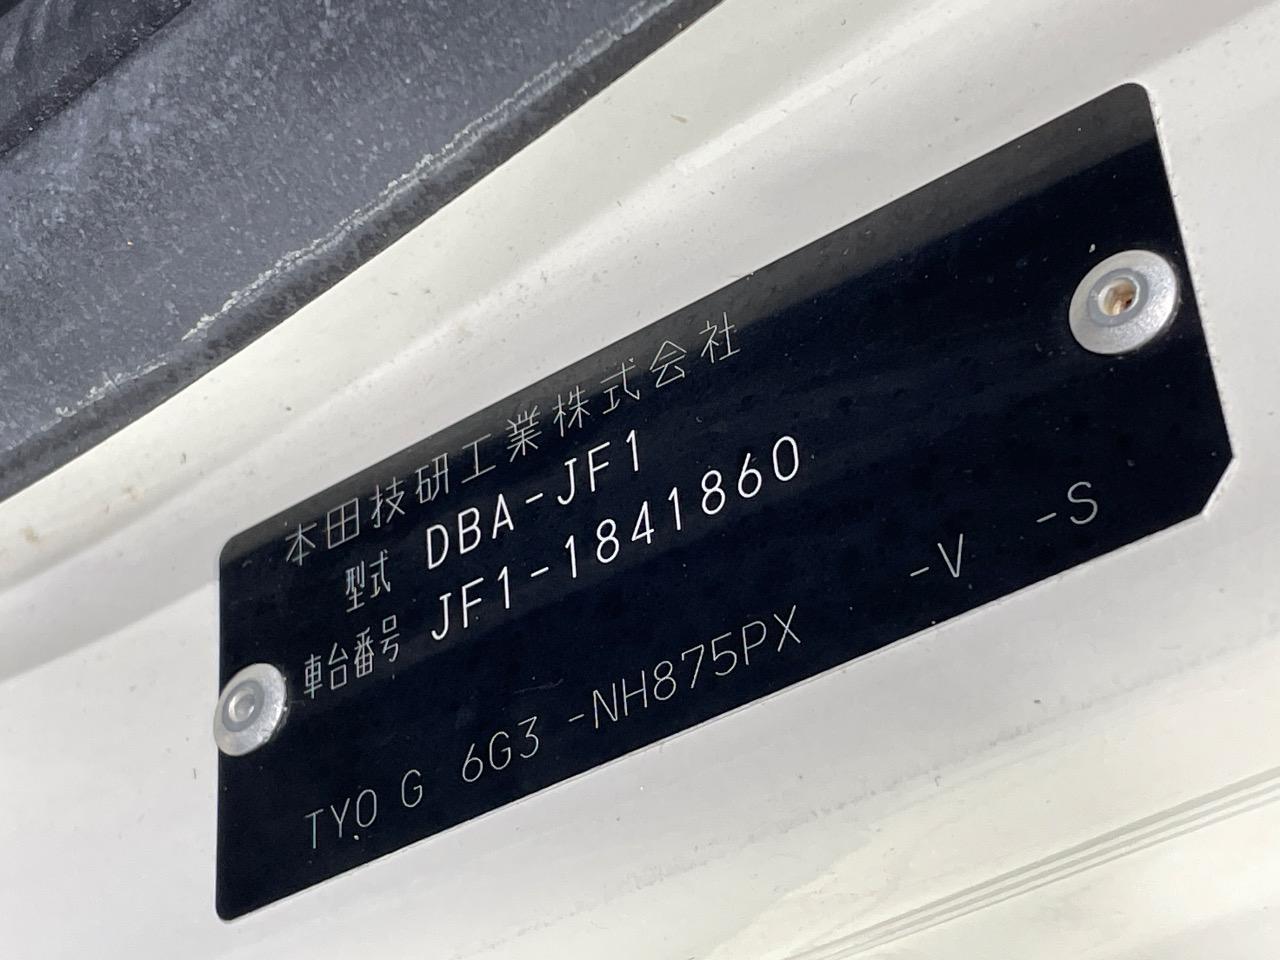 本田技研工業株式会社
型式 DBA-JF1
車台番号 JF1-1841860
TYO G 6G3 -NH875PX -V -S